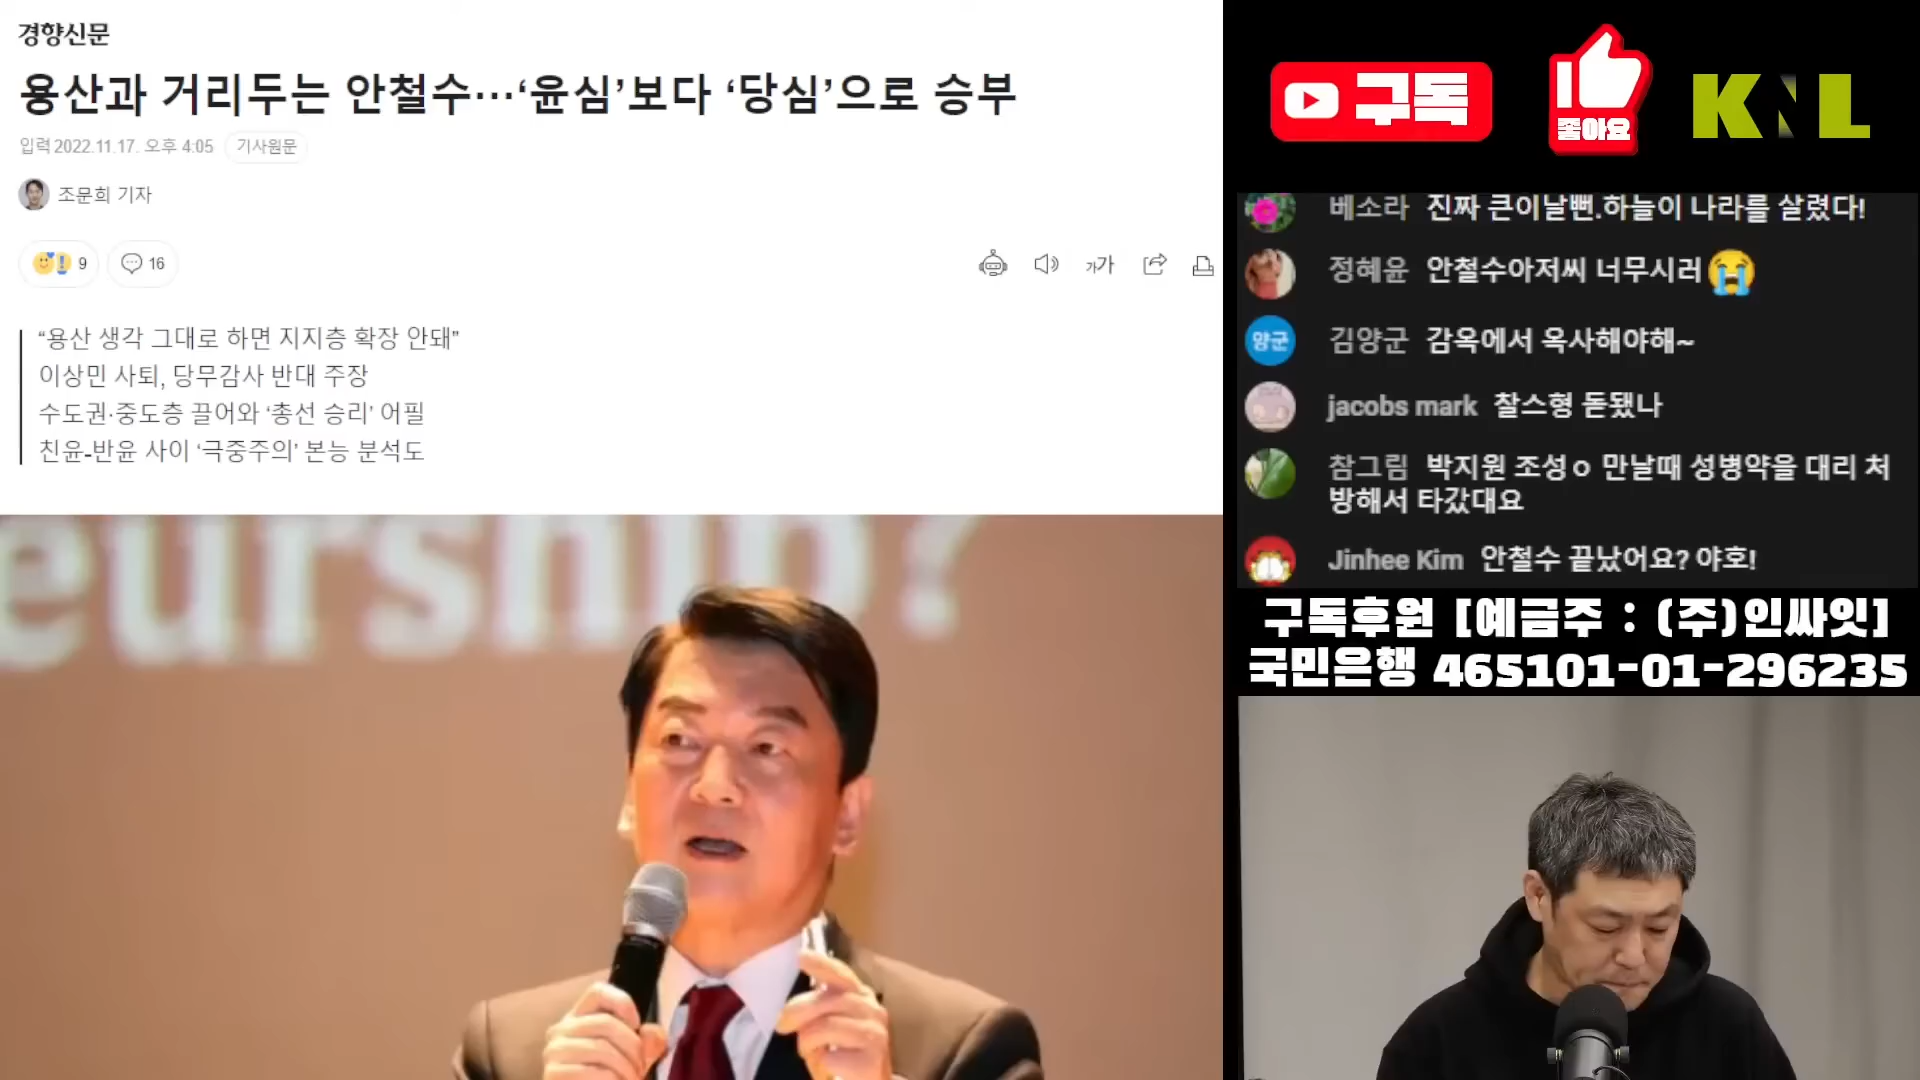 경향신문
용산과 거리두는 안철수…‘윤심’보다 ‘당심’으로 승부
입력 2022.11.17. 오후 4:05 기사원문
조문희 기자
9 16
가가
“용산 생각 그대로 하면 지지층 확장 안돼”
이상민 사퇴, 당무감사 반대 주장
수도권·중도층 끌어와 ‘총선 승리’ 어필
친윤-반윤 사이 ‘극중주의’ 본능 분석도
eurship?
구독
좋아요
KNL
베소라 진짜 큰이날뻔.하늘이 나라를 살렸다!
정혜윤 안철수아저씨 너무시러
양군
김양군 감옥에서 옥사해야해~
jacobs mark 찰스형 돋됐나
참그림 박지원 조성ㅇ 만날때 성병약을 대리 처
방해서 타갔대요
Jinhee Kim 안철수 끝났어요? 야호!
구독후원 [예금주 : (주)인싸잇]
국민은행 465101-01-296235